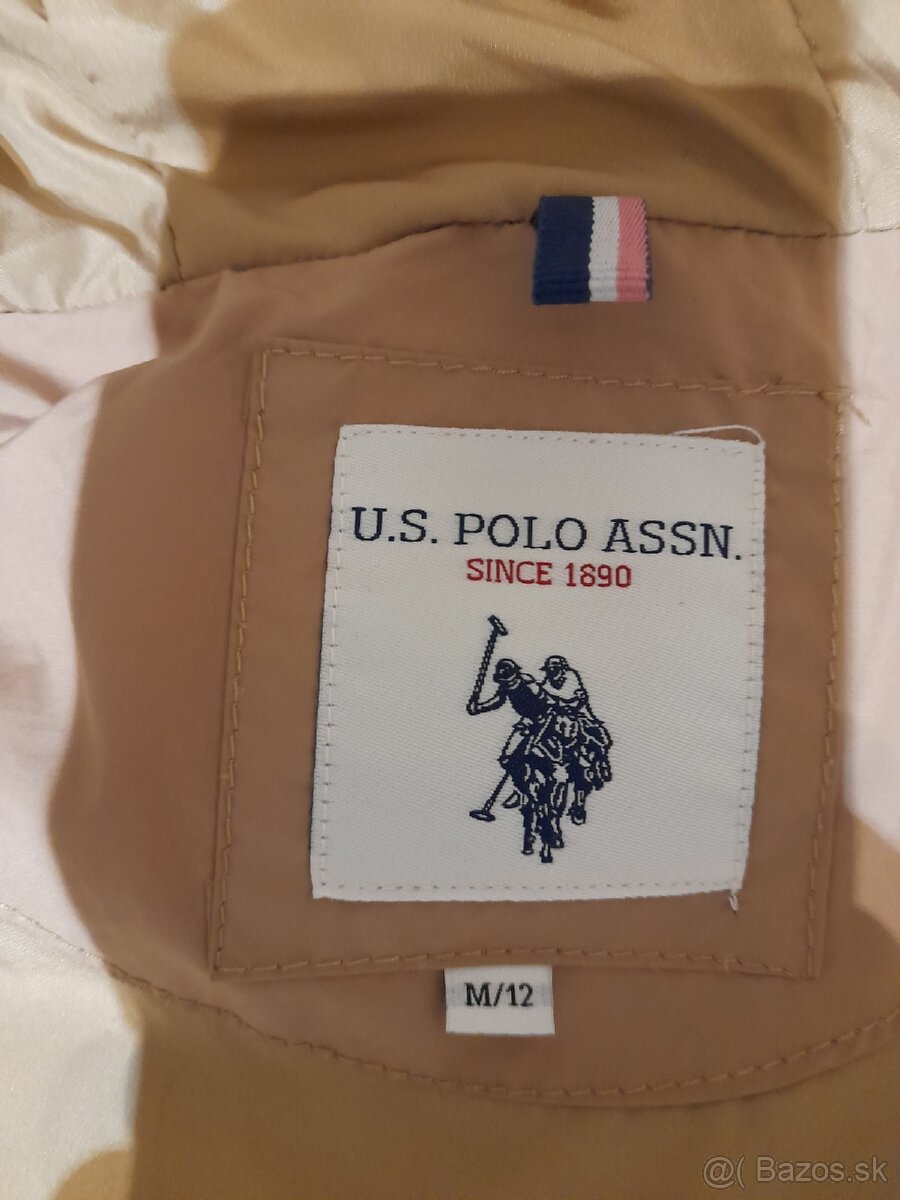 U.S. POLO ASSN.
SINCE 1890
M/12
@( Bazos.sk